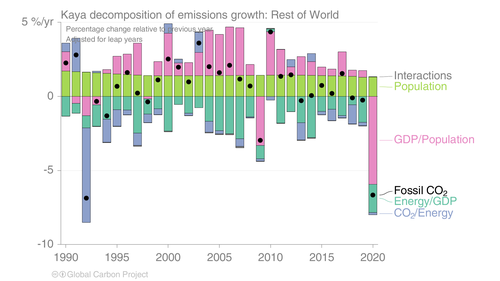 Kaya decomposition of emissions growth: Rest of World
5 %/yr
Percentage change relative to previous year
Adjusted for leap years
0
-5
-10
1990
1995
2000
2005
2010
2015
2020
Interactions
Population
GDP/Population
Fossil CO₂
Energy/GDP
CO₂/Energy
Global Carbon Project